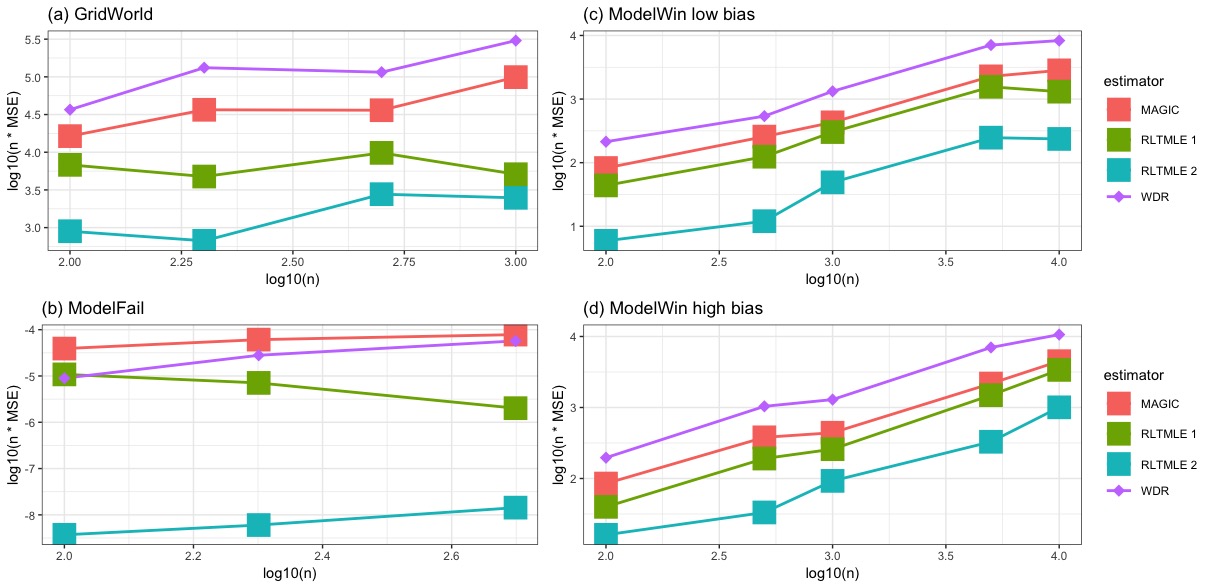 (a) GridWorld
log10(n * MSE)
5.5
5.0
4.5
4.0
3.5
3.0
2.00
2.25
2.50
2.75
3.00
log10(n)
(c) ModelWin low bias
log10(n * MSE)
4
3
2
1
2.0
2.5
3.0
3.5
4.0
log10(n)
estimator
MAGIC
RLTMLE 1
RLTMLE 2
WDR
(b) ModelFail
log10(n * MSE)
-4
-5
-6
-7
-8
2.0
2.2
2.4
2.6
log10(n)
(d) ModelWin high bias
log10(n * MSE)
4
3
2
2.0
2.5
3.0
3.5
4.0
log10(n)
estimator
MAGIC
RLTMLE 1
RLTMLE 2
WDR